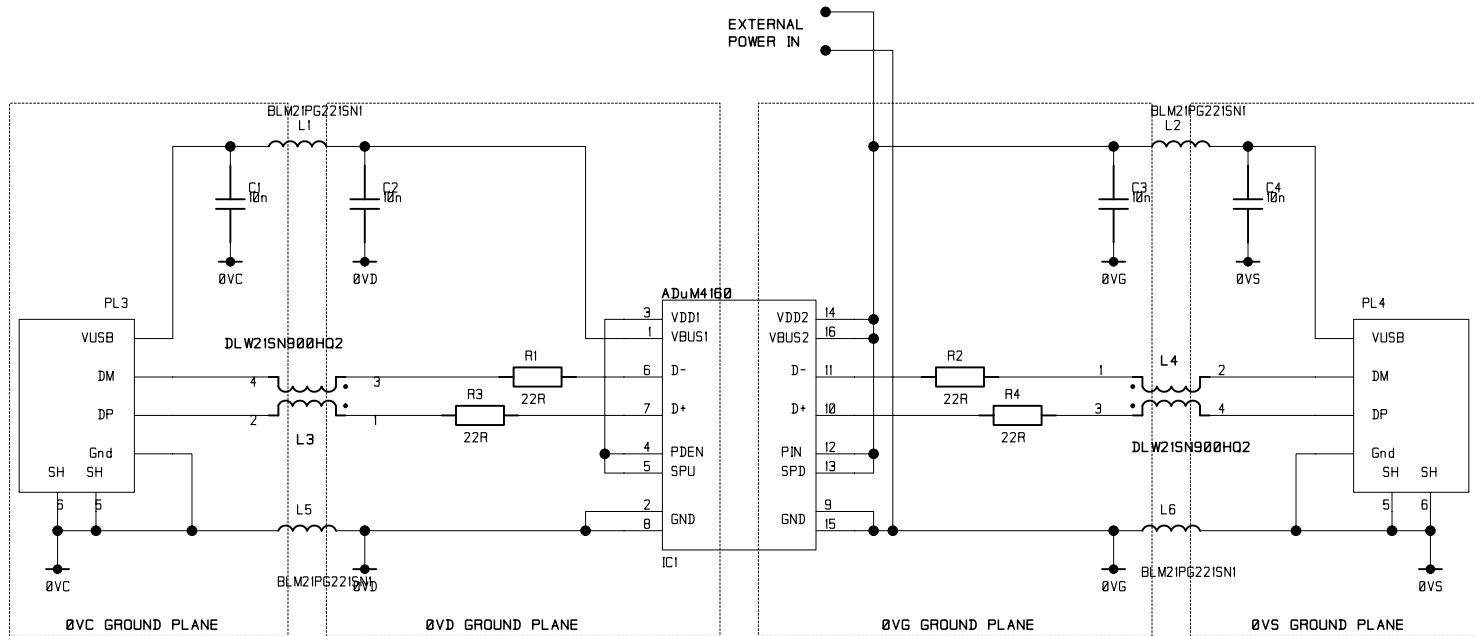 EXTERNAL
POWER IN
BLM21PG221SN1
L1
BLM21PG221SN1
L2
C1
10n
C2
10n
C3
10n
C4
10n
0VC
0VD
0VG
0VS
PL3
ADuM4160
PL4
VUSB
DM
DP
Gnd
SH
SH
6
5
DLW21SN900HQ2
4
3
2
1
L3
R1
22R
R3
22R
3
VDD1
1
VBUS1
6
D-
7
D+
4
PDEN
5
SPU
2
GND
8
VDD2
14
VBUS2
16
D-
11
D+
10
PIN
12
SPD
13
9
GND
15
IC1
R2
22R
R4
22R
1
L4
2
3
4
DLW21SN900HQ2
VUSB
DM
DP
Gnd
SH
SH
5
6
L5
BLM21PG221SN1
L6
BLM21PG221SN1
0VC
0VD
0VG
0VS
0VC GROUND PLANE
0VD GROUND PLANE
0VG GROUND PLANE
0VS GROUND PLANE